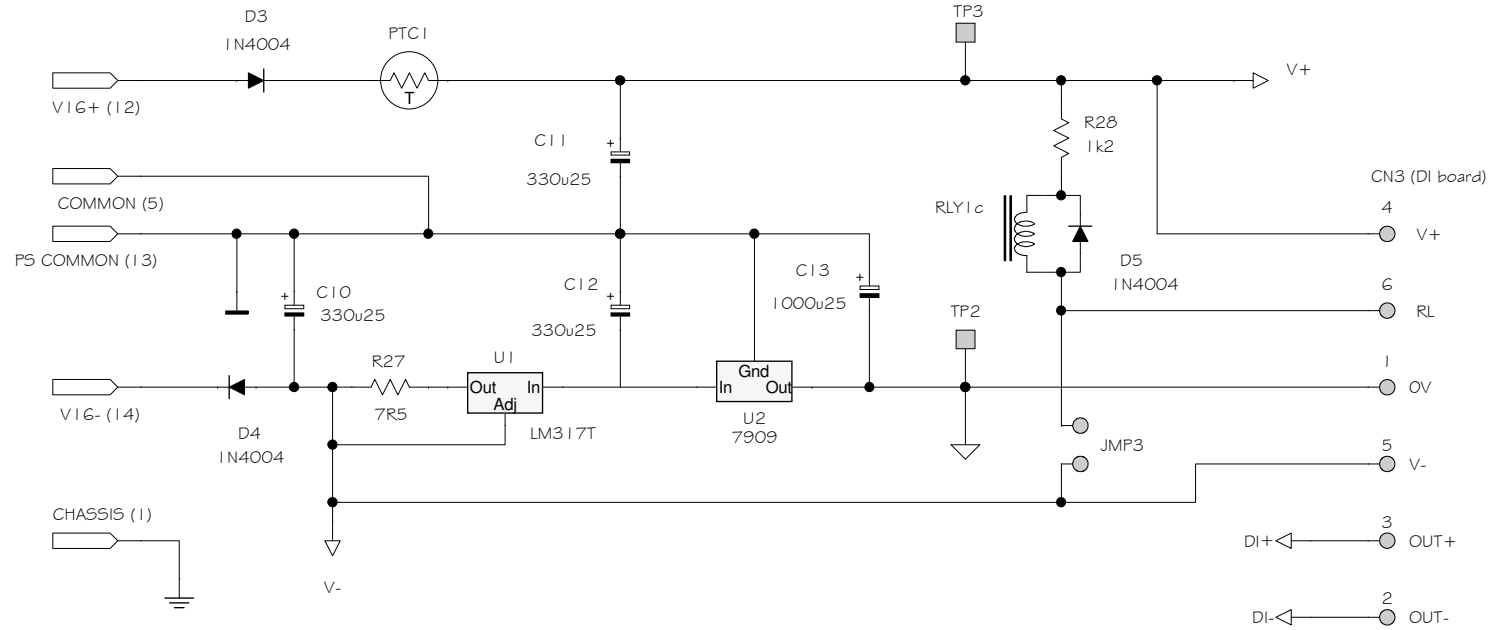 D3
1N4004
PTC1
T
TP3
V16+ (12)
V+
C11
330u25
R28
1k2
CN3 (DI board)
COMMON (5)
RLY1c
4
V+
PS COMMON (13)
D5
1N4004
C10
330u25
C12
330u25
C13
1000u25
TP2
6
RL
R27
7R5
U1
Out
In
Adj
LM317T
Gnd
In
Out
U2
7909
1
0V
V16- (14)
D4
1N4004
JMP3
5
V-
CHASSIS (1)
V-
DI+
3
OUT+
DI-
2
OUT-
+
+
+
+